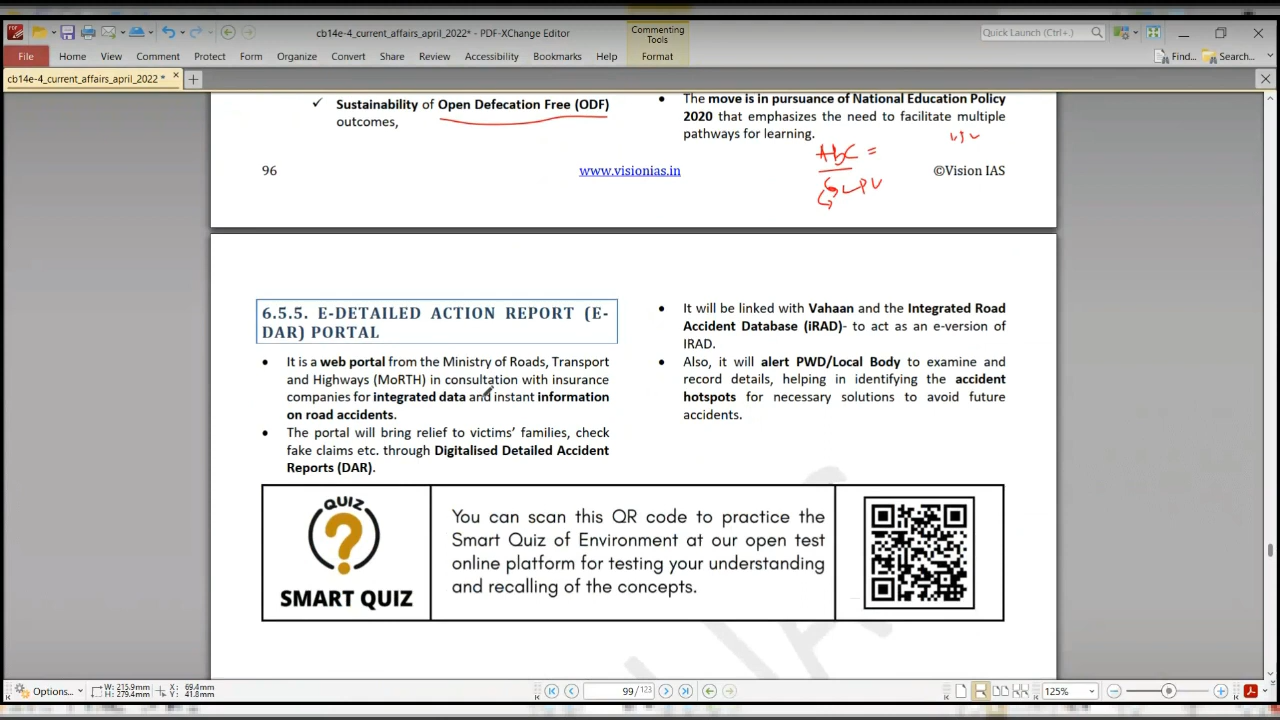 cb14e-4_current_affairs_april_2022* - PDF-XChange Editor
Commenting
Tools
Quick Launch (Ctrl+.)
File
Home
View
Comment
Protect
Form
Organize
Convert
Share
Review
Accessibility
Bookmarks
Help
Format
Find...
Search...
cb14e-4_current_affairs_april_2022 *
✓ Sustainability of Open Defecation Free (ODF)
outcomes,
• The move is in pursuance of National Education Policy
2020 that emphasizes the need to facilitate multiple
pathways for learning.
AbC =
96
www.visionias.in
©Vision IAS
6.5.5. E-DETAILED ACTION REPORT (E-
DAR) PORTAL
• It is a web portal from the Ministry of Roads, Transport
and Highways (MoRTH) in consultation with insurance
companies for integrated data and instant information
on road accidents.
• The portal will bring relief to victims’ families, check
fake claims etc. through Digitalised Detailed Accident
Reports (DAR).
• It will be linked with Vahaan and the Integrated Road
Accident Database (iRAD)- to act as an e-version of
IRAD.
• Also, it will alert PWD/Local Body to examine and
record details, helping in identifying the accident
hotspots for necessary solutions to avoid future
accidents.
QUIZ
SMART QUIZ
You can scan this QR code to practice the
Smart Quiz of Environment at our open test
online platform for testing your understanding
and recalling of the concepts.
Options...
W: 215.9mm
H: 279.4mm
X: 69.4mm
Y: 41.8mm
99 / 123
125%